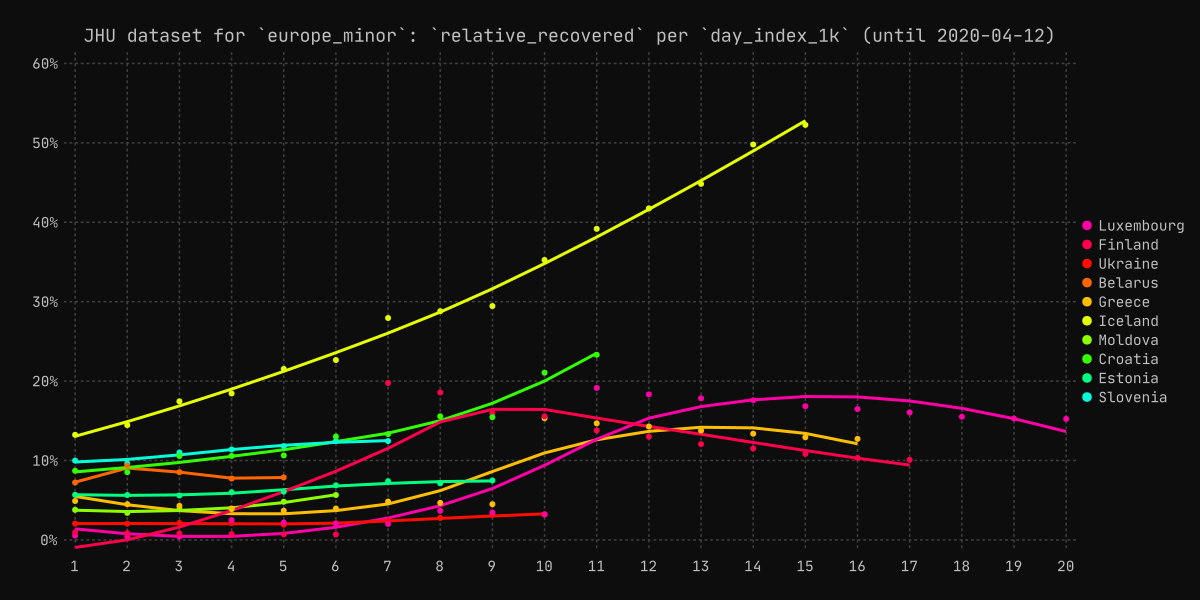 JHU dataset for `europe_minor`: `relative_recovered` per `day_index_1k` (until 2020-04-12)
60%
50%
40%
30%
20%
10%
0%
1 2 3 4 5 6 7 8 9 10 11 12 13 14 15 16 17 18 19 20
Luxembourg
Finland
Ukraine
Belarus
Greece
Iceland
Moldova
Croatia
Estonia
Slovenia